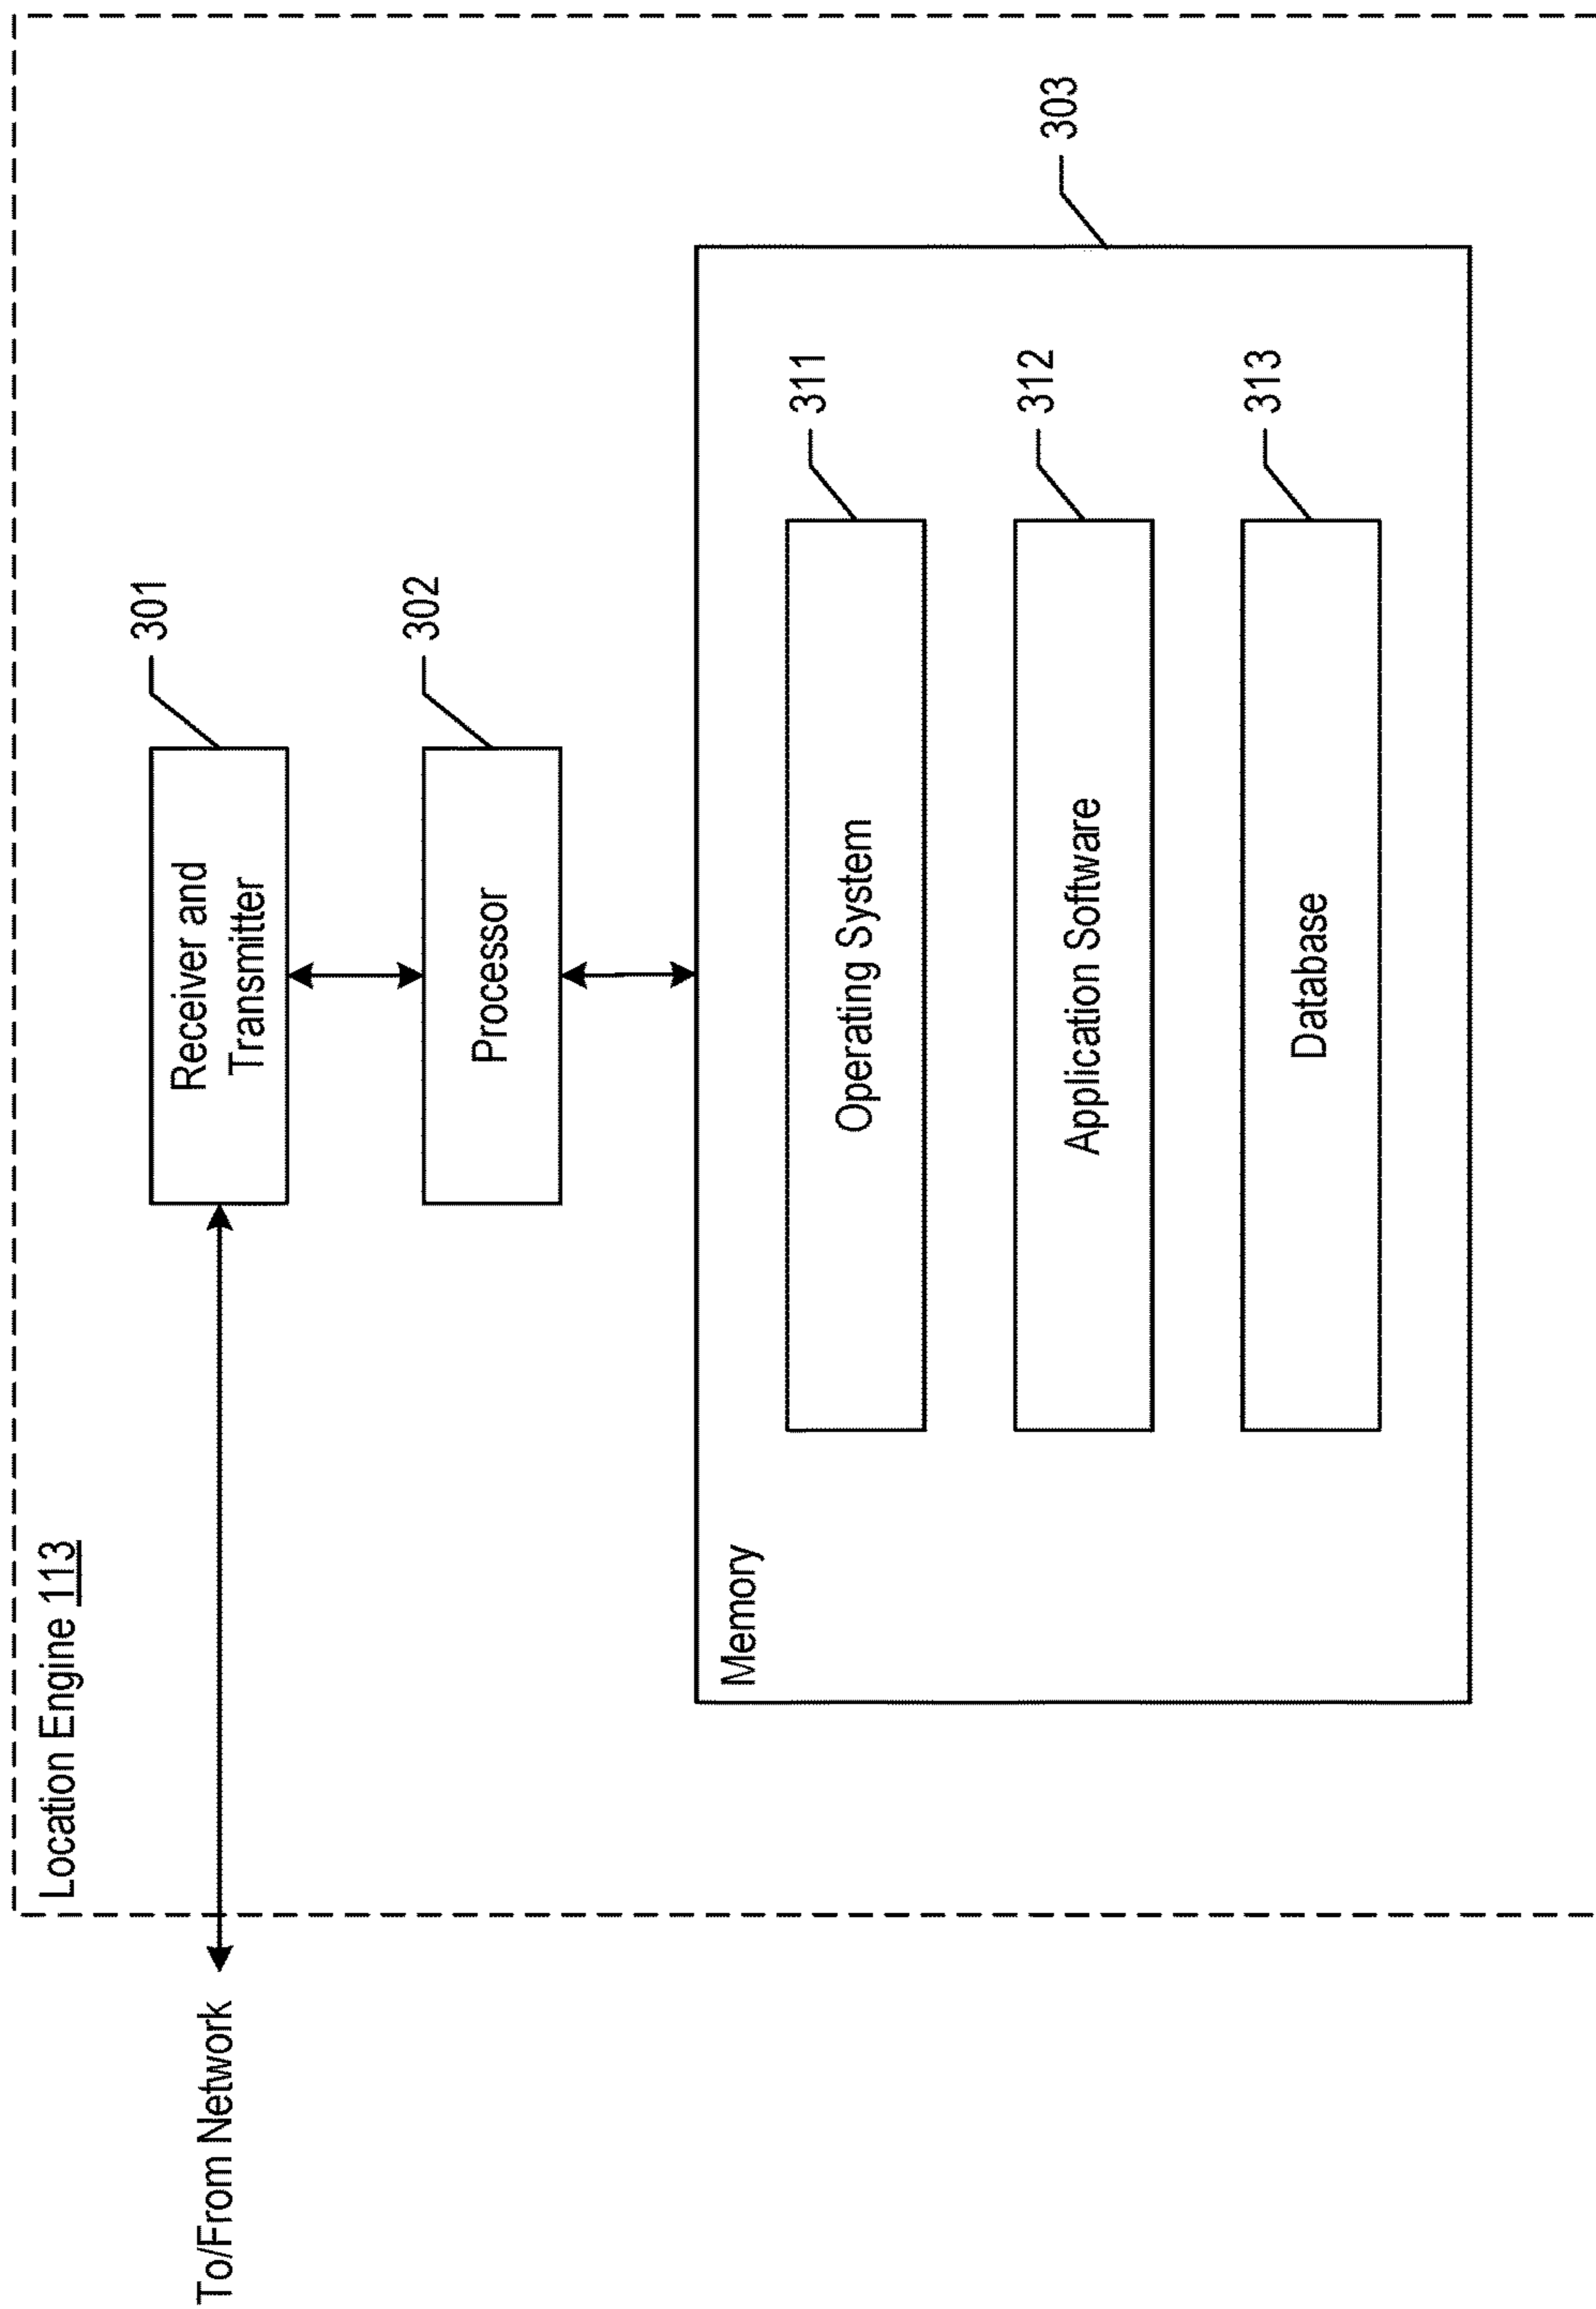 Location Engine 113
To/From Network
Receiver and
Transmitter
301
Processor
302
Memory
303
Operating System
311
Application Software
312
Database
313